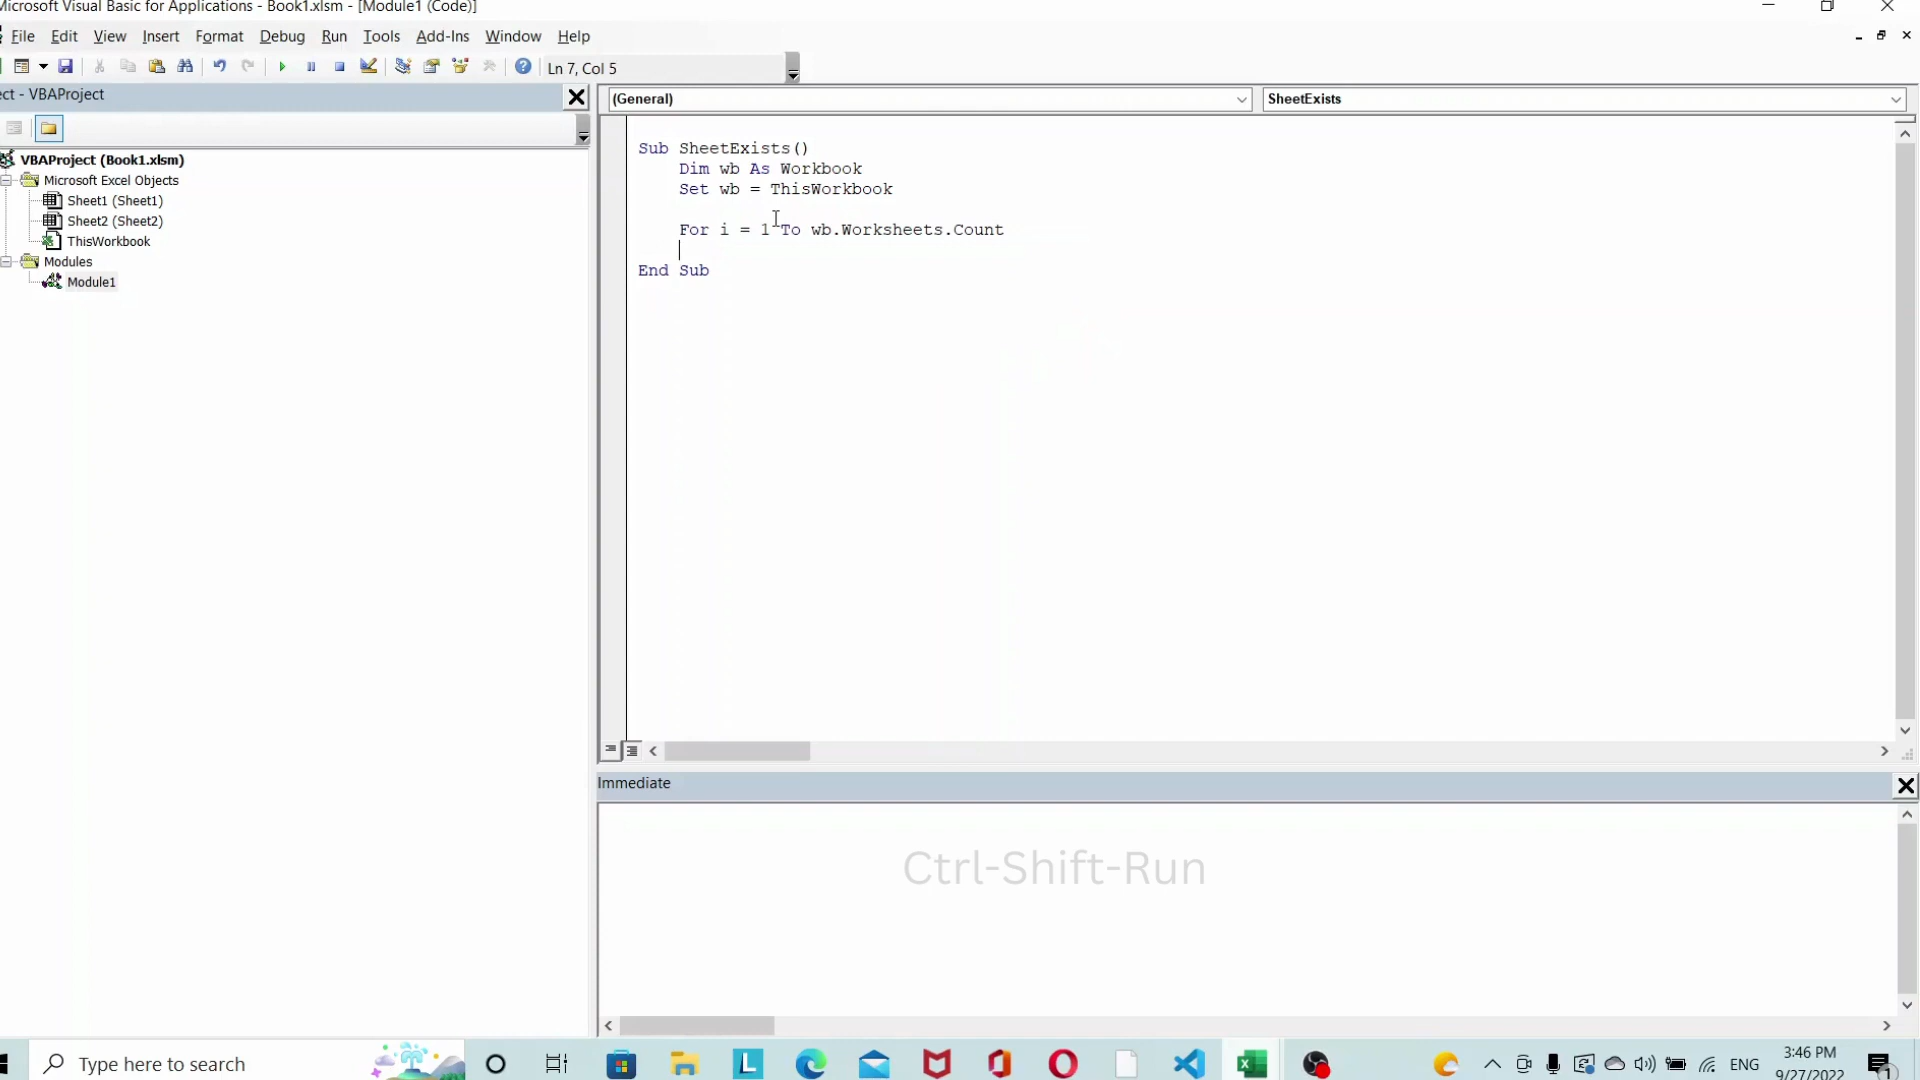 Microsoft Visual Basic for Applications - Book1.xlsm - [Module1 (Code)]
File Edit View Insert Format Debug Run Tools Add-Ins Window Help
Ln 7, Col 5
ect - VBAProject
(General) SheetExists
VBAProject (Book1.xlsm)
Microsoft Excel Objects
Sheet1 (Sheet1)
Sheet2 (Sheet2)
ThisWorkbook
Modules
Module1
Sub SheetExists()
Dim wb As Workbook
Set wb = ThisWorkbook
For i = 1 To wb.Worksheets.Count
End Sub
Immediate
Ctrl-Shift-Run
Type here to search
L
ENG
3:46 PM
9/27/2022
1